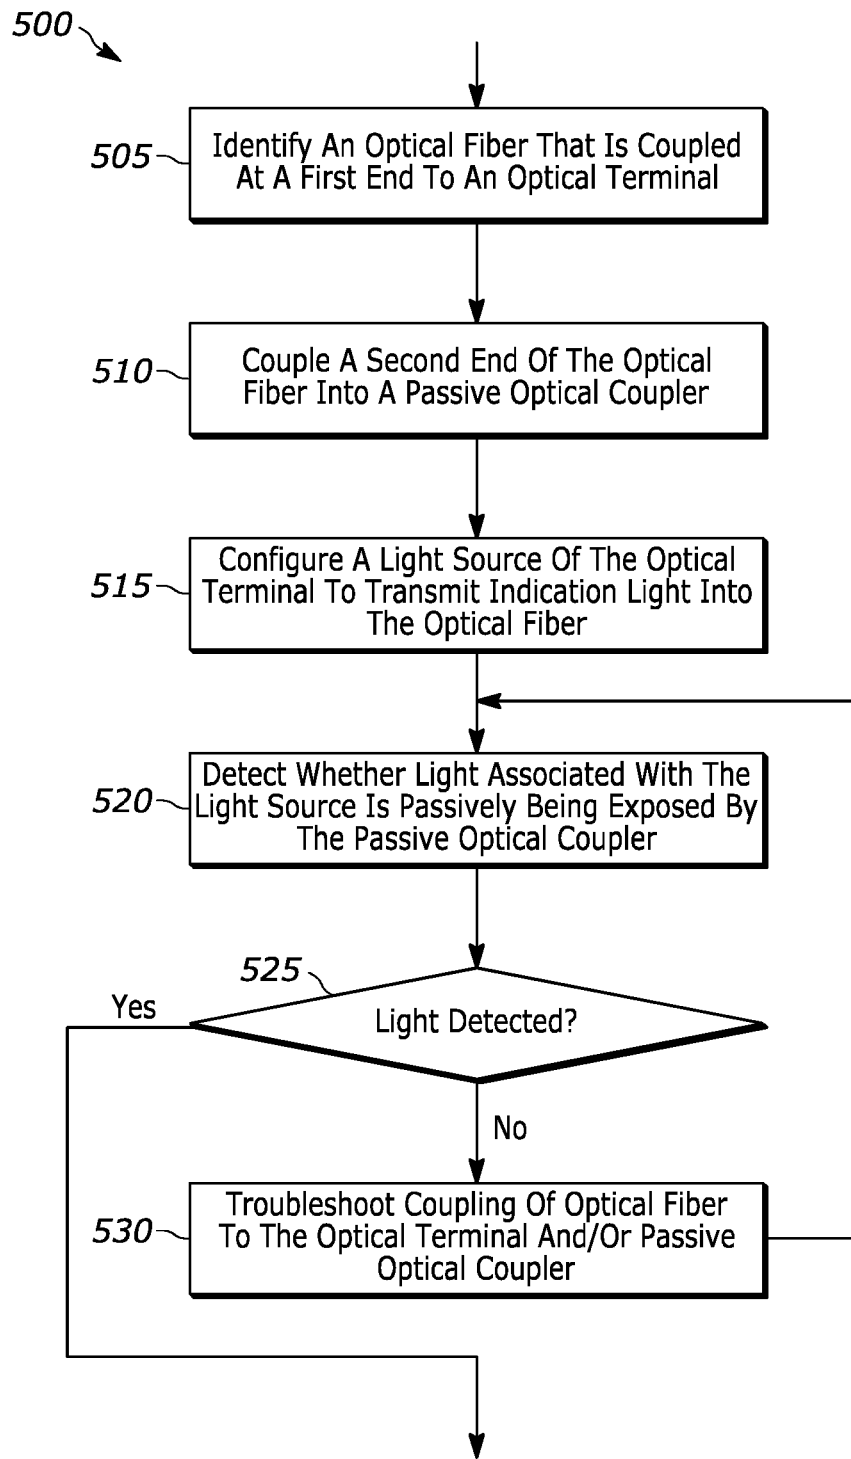 500
505
Identify An Optical Fiber That Is Coupled
At A First End To An Optical Terminal
510
Couple A Second End Of The Optical
Fiber Into A Passive Optical Coupler
515
Configure A Light Source Of The Optical
Terminal To Transmit Indication Light Into
The Optical Fiber
520
Detect Whether Light Associated With The
Light Source Is Passively Being Exposed By
The Passive Optical Coupler
525
Yes
Light Detected?
No
530
Troubleshoot Coupling Of Optical Fiber
To The Optical Terminal And/Or Passive
Optical Coupler